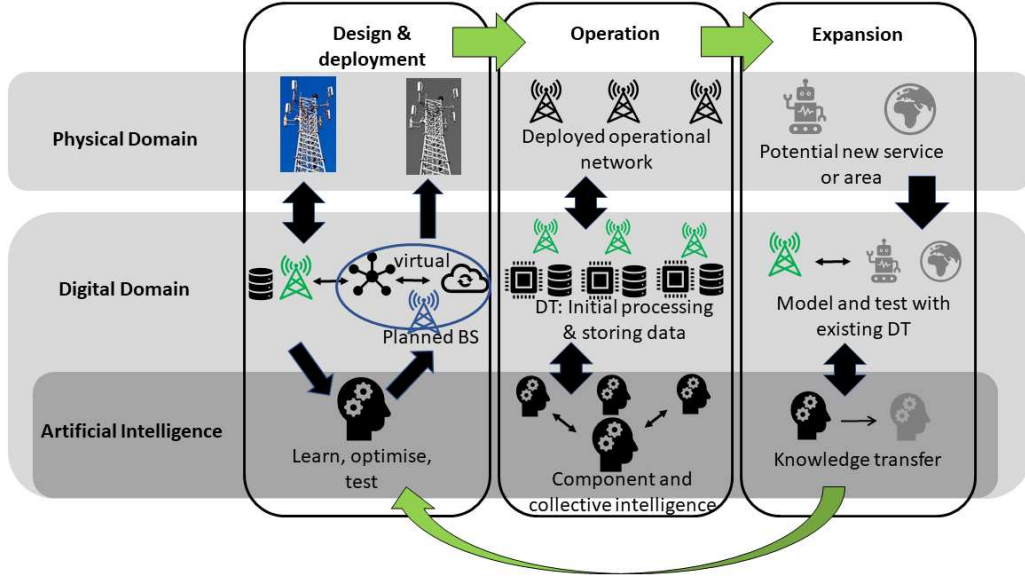 Design &
deployment
Operation
Expansion
Physical Domain
Deployed operational
network
Potential new service
or area
Digital Domain
virtual
Planned BS
DT: Initial processing
& storing data
Model and test with
existing DT
Artificial Intelligence
Learn, optimise,
test
Component and
collective intelligence
Knowledge transfer